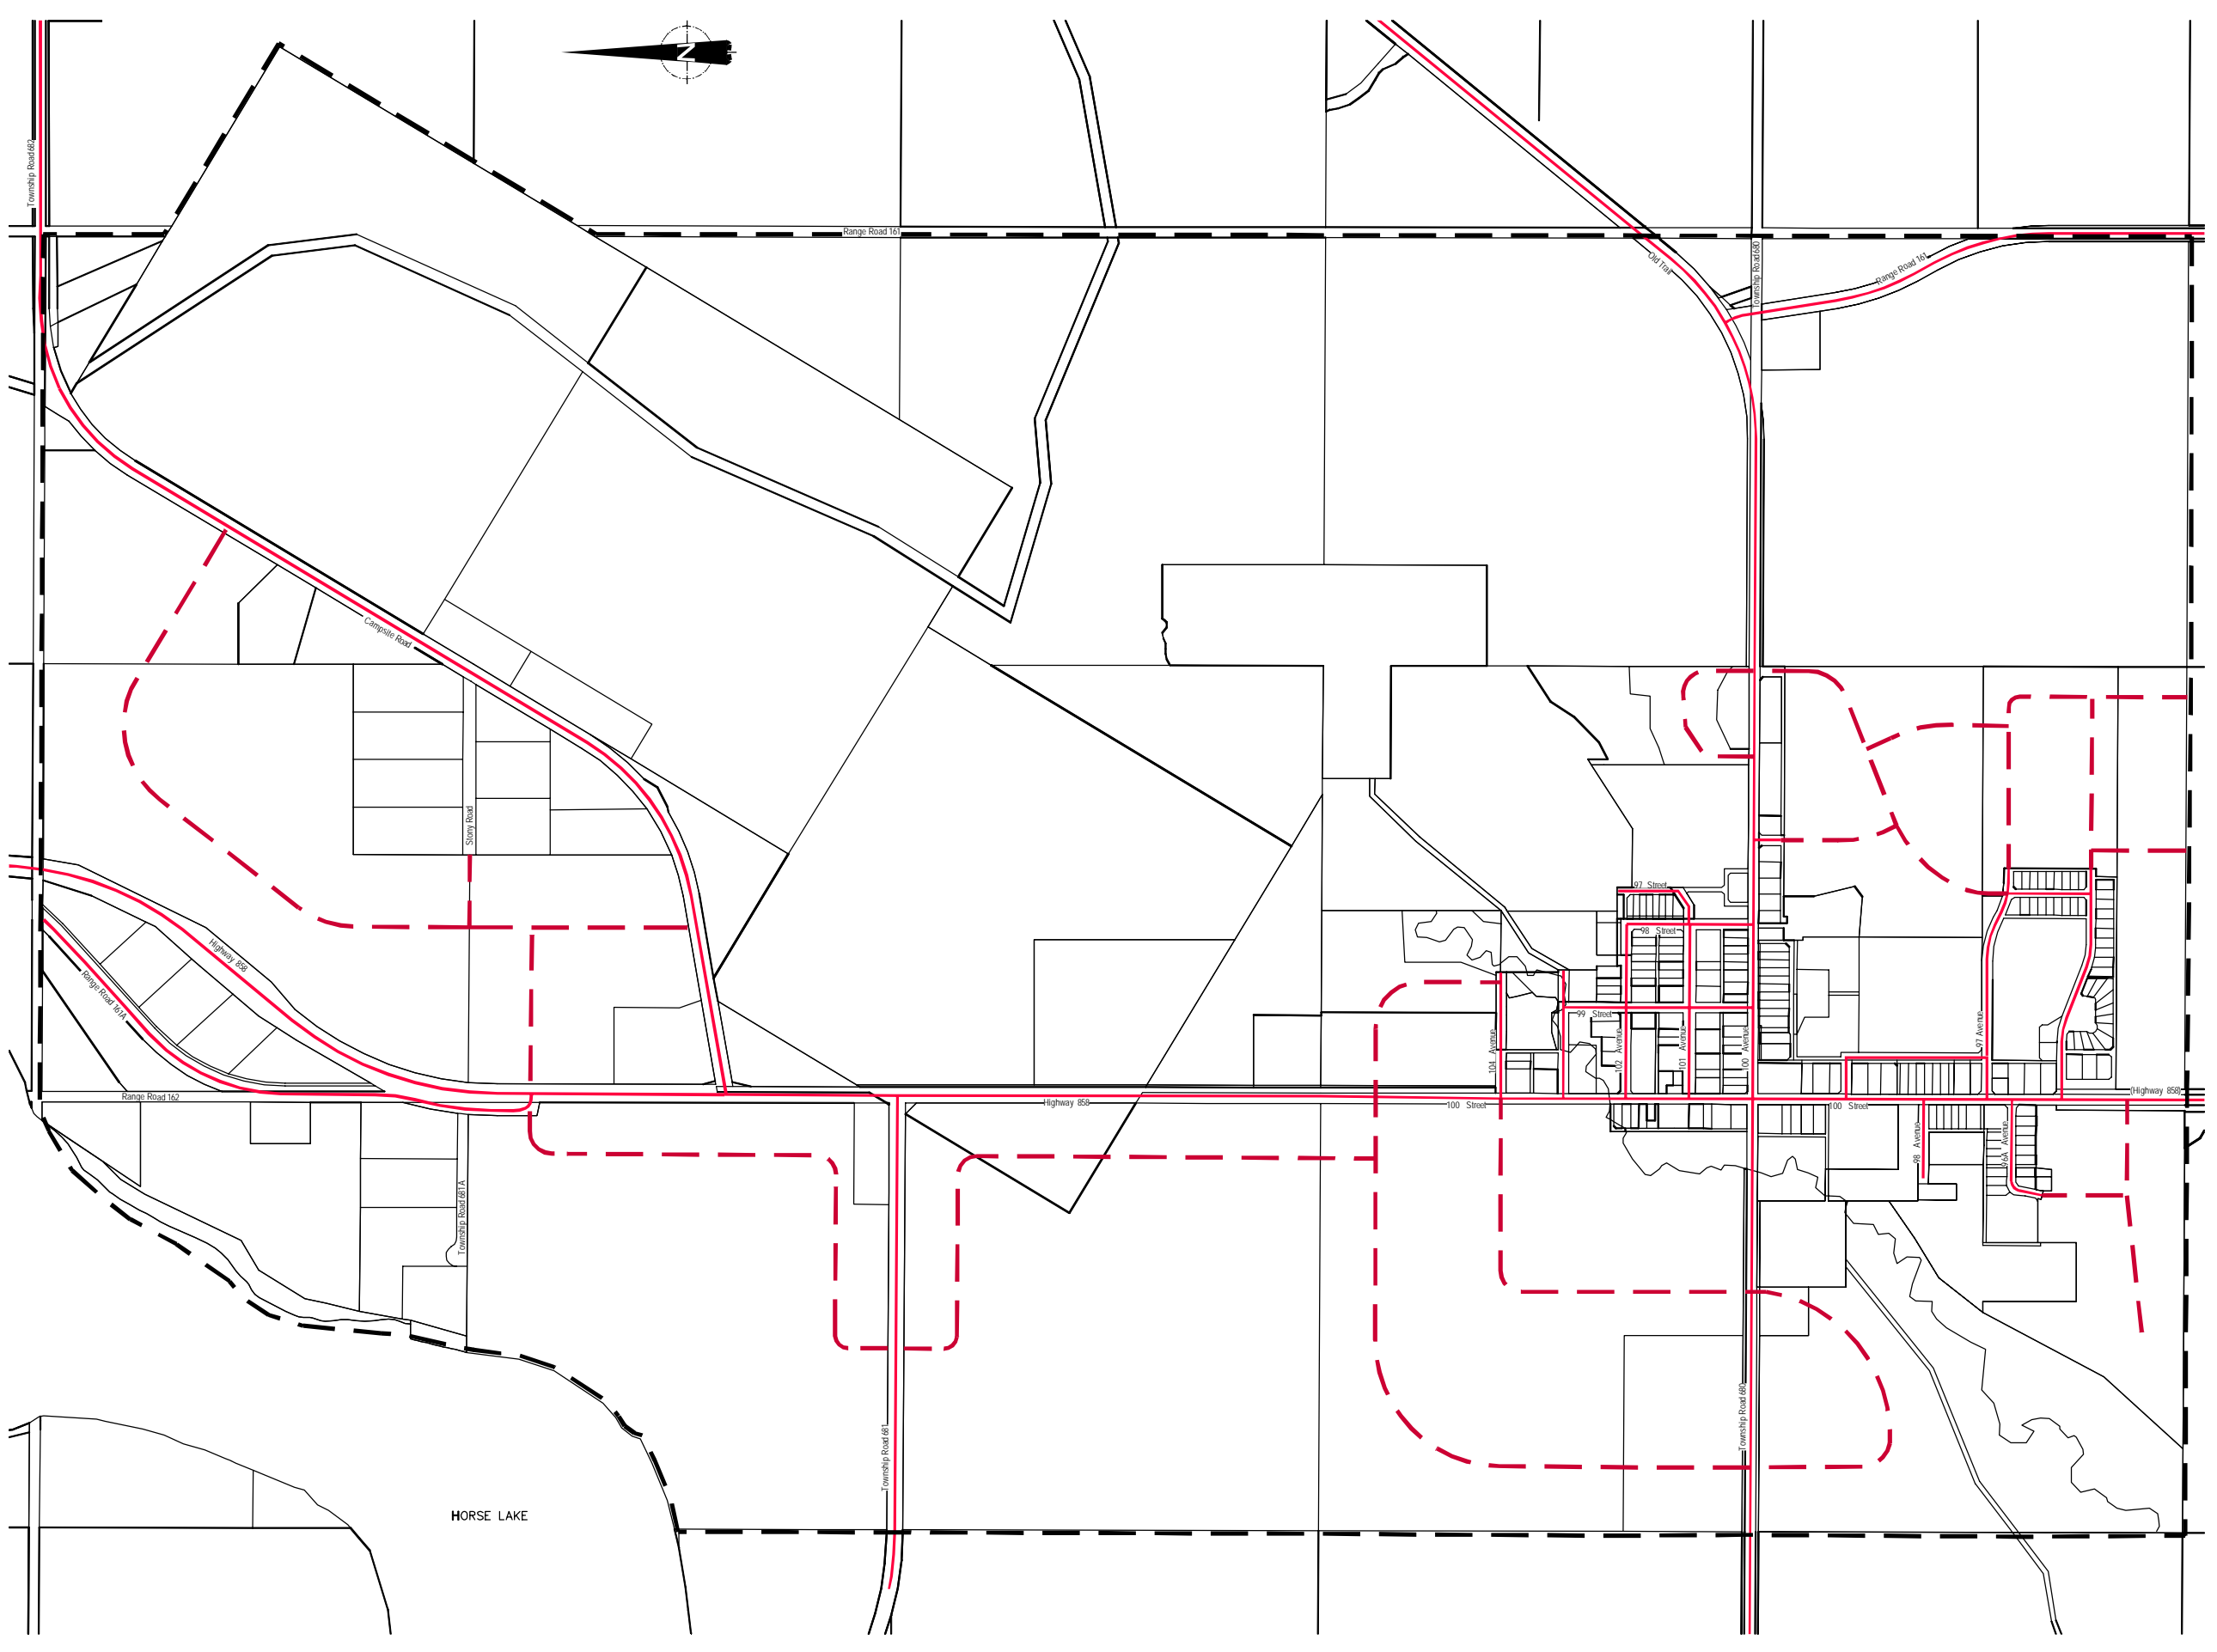 N
Township Road 682
Range Road 161
Old Trail
Township Road 680
Range Road 161
Campsite Road
Stony Road
Highway 858
Range Road 161A
Range Road 162
97 Street
98 Street
99 Street
104 Avenue
102 Avenue
101 Avenue
100 Avenue
97 Avenue
Highway 858
100 Street
100 Street
(Highway 858)
98 Avenue
96A Avenue
Township Road 681A
Township Road 681
Township Road 680
HORSE LAKE